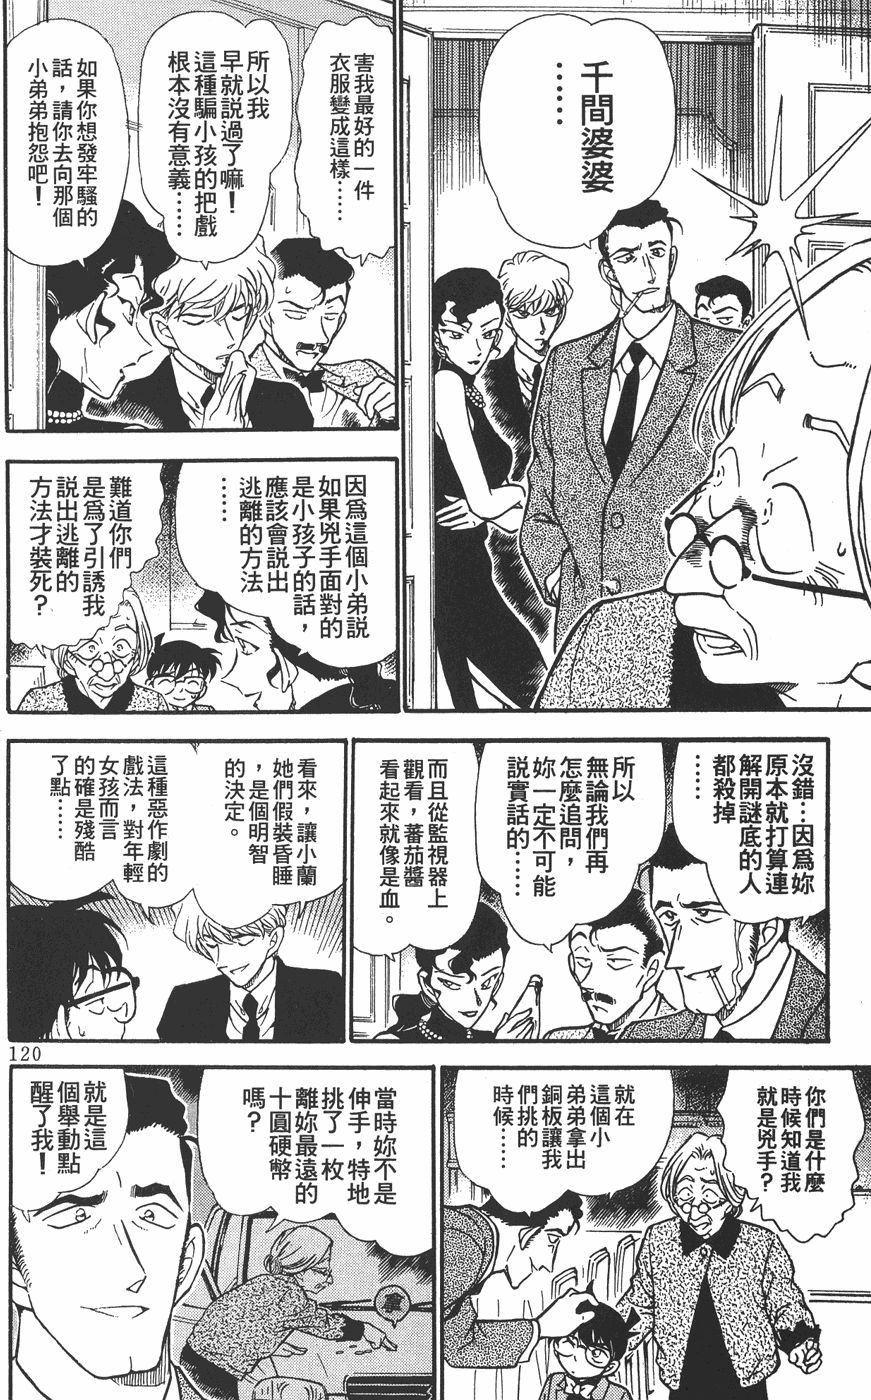 千間婆婆
……
害我最好的一件
衣服變成這樣……
所以我
早就説過了嘛！
這種騙小孩的把戲
根本沒有意義……
如果你想發牢騷的
話，請你去向那個
小弟弟抱怨吧！
因爲這個小弟説
如果兇手面對的
是小孩子的話，
應該會説出
逃離的方法
……
難道你們
是爲了引誘我
説出逃離的
方法才裝死？
沒錯…因爲妳
原本就打算連
解開謎底的人
都殺掉
……
所以
無論我們再
怎麼追問，
妳一定不可能
説實話的……
而且從監視器上
觀看，蕃茄醬
看起來就像是血。
看來，讓小蘭
她們假裝昏睡
，是個明智
的決定。
這種惡作劇的
戲法，對年輕
女孩而言
的確是殘酷
了點……
120
你們是什麼
時候知道我
就是兇手？
就在
這個小
弟弟拿出
銅板讓我
們挑的
時候……
當時妳不是
伸手，特地
挑了一枚
離妳最遠的
十圓硬幣
嗎？
拿
就是這
個舉動點
醒了我！